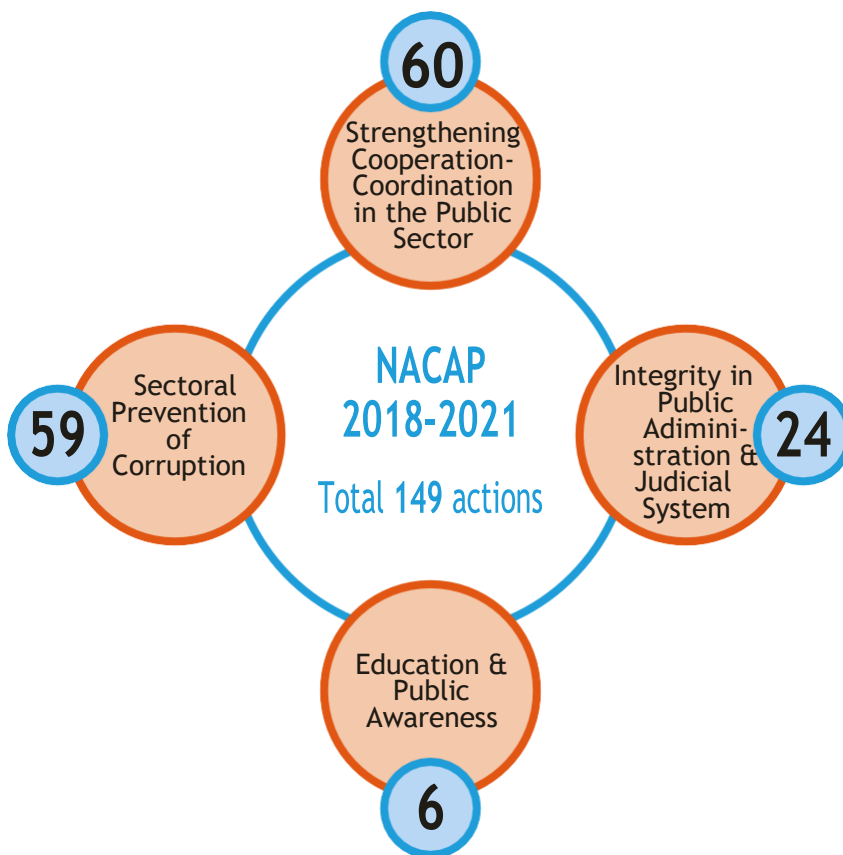 60
Strengthening
Cooperation-
Coordination
in the Public
Sector
NACAP
2018-2021
Total 149 actions
Sectoral
Prevention
of
Corruption
59
Integrity in
Public
Adimini-
stration &
Judicial
System
24
Education &
Public
Awareness
6